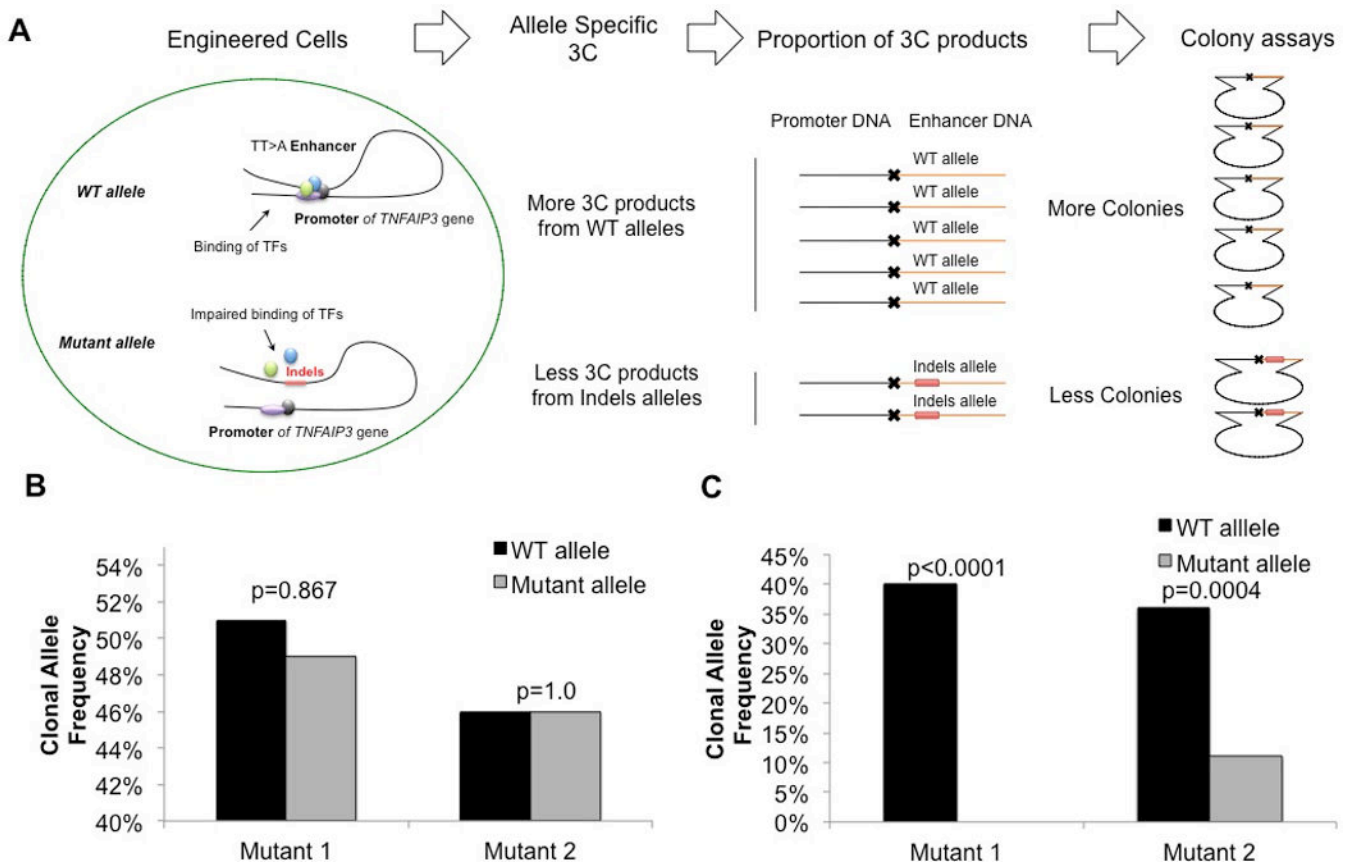 A
Engineered Cells
Allele Specific
3C
Proportion of 3C products
Colony assays
WT allele
TT>A Enhancer
Promoter of TNFAIP3 gene
Binding of TFs
Mutant allele
Impaired binding of TFs
Indels
Promoter of TNFAIP3 gene
More 3C products
from WT alleles
Less 3C products
from Indels alleles
Promoter DNA
Enhancer DNA
WT allele
WT allele
WT allele
WT allele
WT allele
Indels allele
Indels allele
More Colonies
Less Colonies
B
Clonal Allele
Frequency
54%
52%
50%
48%
46%
44%
42%
40%
WT allele
Mutant allele
p=0.867
p=1.0
Mutant 1
Mutant 2
C
Clonal Allele
Frequency
45%
40%
35%
30%
25%
20%
15%
10%
5%
0%
WT alllele
Mutant allele
p<0.0001
p=0.0004
Mutant 1
Mutant 2